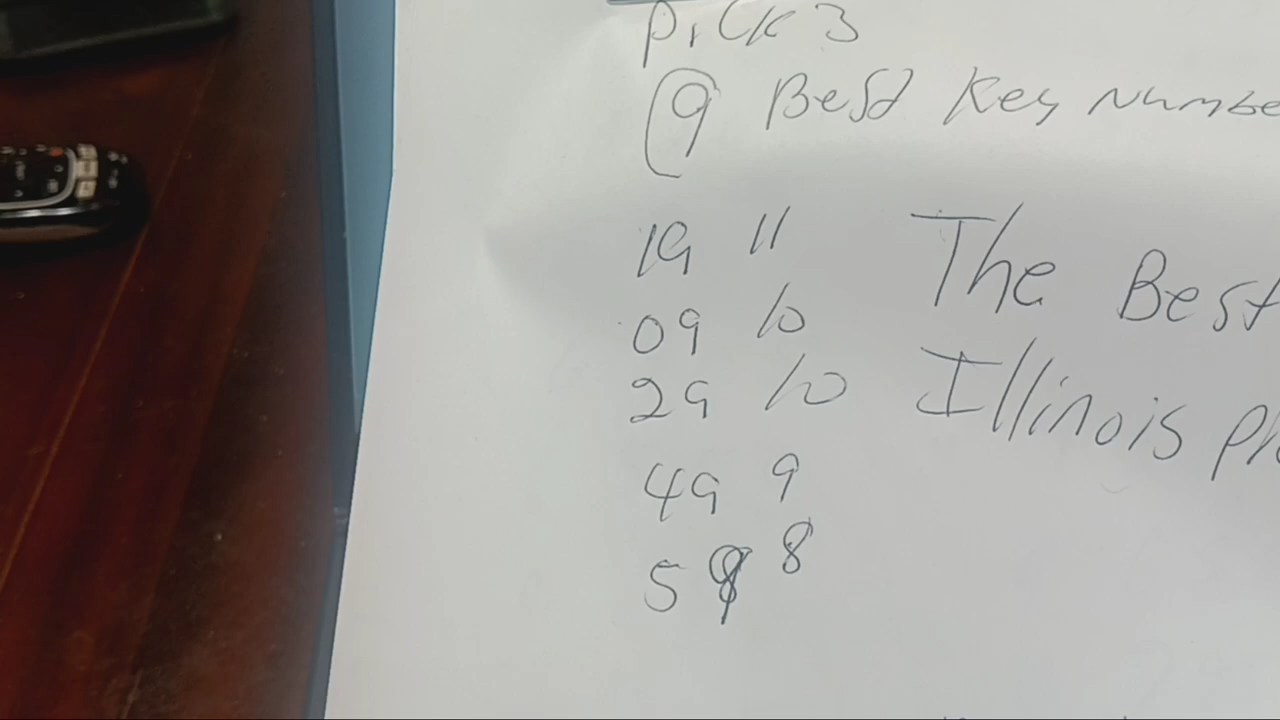 Pick 3
9 Best Key Numbe
19 11
09 10
29 10
49 9
59 8
The Best
Illinois